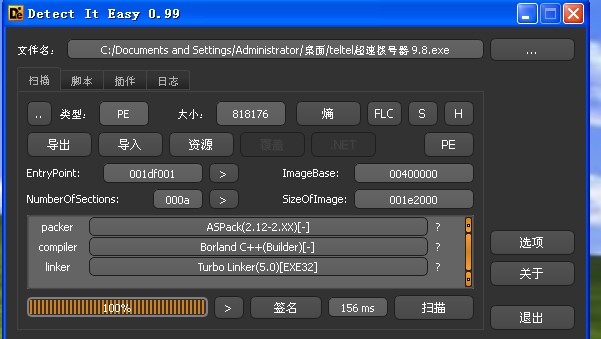 Detect It Easy 0.99
文件名: C:/Documents and Settings/Administrator/桌面/teltel超速拨号器 9.8.exe ...
扫描 脚本 插件 日志
.. 类型: PE 大小: 818176 熵 FLC S H
导出 导入 资源 覆盖 .NET PE
EntryPoint: 001df001 > ImageBase: 00400000
NumberOfSections: 000a > SizeOfImage: 001e2000
packer ASPack(2.12-2.XX)[-] ?
compiler Borland C++(Builder)[-] ?
linker Turbo Linker(5.0)[EXE32] ?
选项
关于
100% > 签名 156 ms 扫描
退出